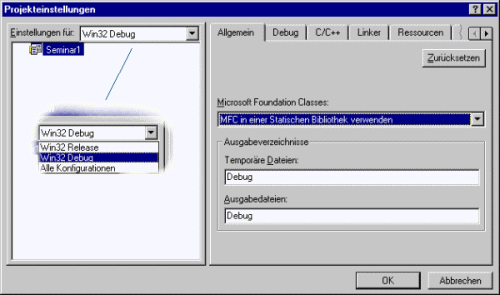 Projekteinstellungen
Einstellungen für: Win32 Debug
Seminar1
Win32 Debug
Win32 Release
Win32 Debug
Alle Konfigurationen
Allgemein Debug C/C++ Linker Ressourcen
Zurücksetzen
Microsoft Foundation Classes:
MFC in einer Statischen Bibliothek verwenden
Ausgabeverzeichnisse
Temporäre Dateien:
Debug
Ausgabedateien:
Debug
OK Abbrechen